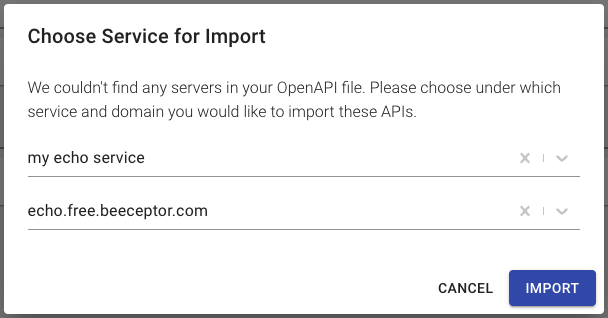 Choose Service for Import
We couldn't find any servers in your OpenAPI file. Please choose under which
service and domain you would like to import these APIs.
my echo service
echo.free.beeceptor.com
CANCEL
IMPORT